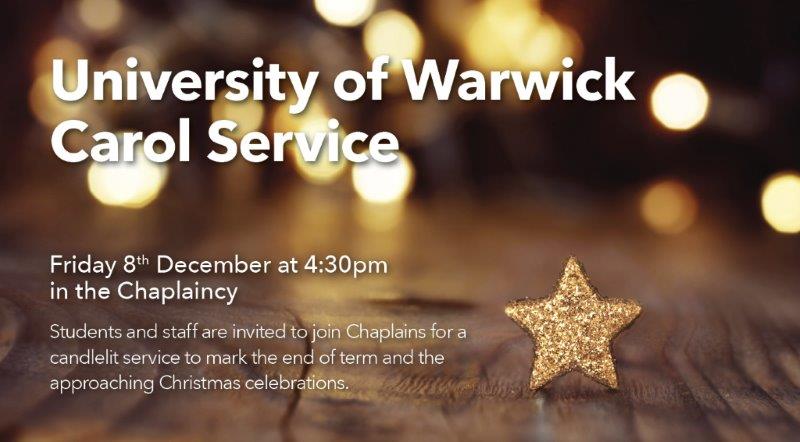 University of Warwick
Carol Service
Friday 8th December at 4:30pm
in the Chaplaincy
Students and staff are invited to join Chaplains for a
candlelit service to mark the end of term and the
approaching Christmas celebrations.